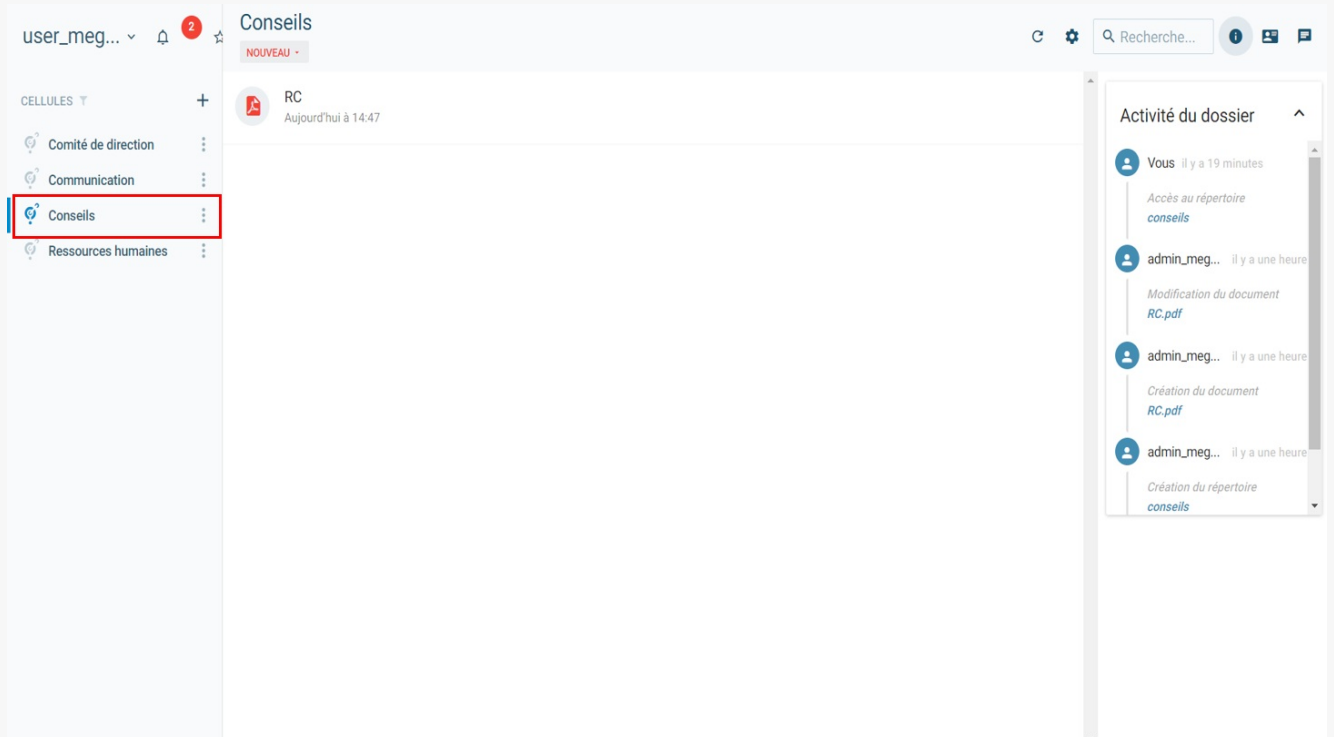 user_meg...
2
CELLULES
Comité de direction
Communication
Conseils
Ressources humaines
Conseils
NOUVEAU
Recherche...
RC
Aujourd'hui à 14:47
Activité du dossier
Vous il y a 19 minutes
Accès au répertoire
conseils
admin_meg... il y a une heure
Modification du document
RC.pdf
admin_meg... il y a une heure
Création du document
RC.pdf
admin_meg... il y a une heure
Création du répertoire
conseils